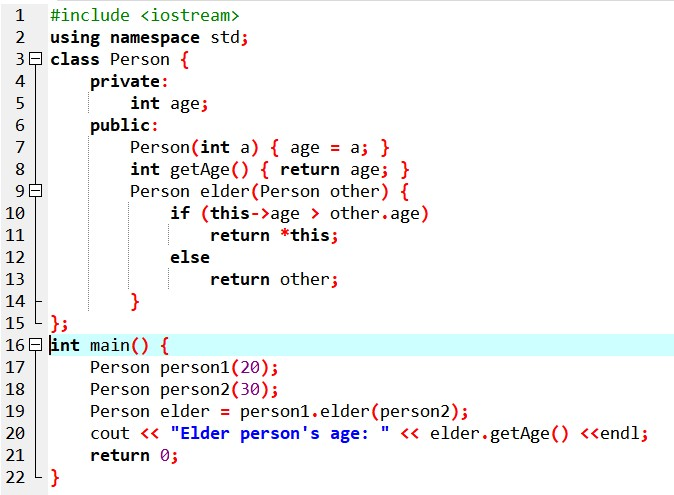 1 #include <iostream>
2 using namespace std;
3 class Person {
4     private:
5         int age;
6     public:
7         Person(int a) { age = a; }
8         int getAge() { return age; }
9         Person elder(Person other) {
10             if (this->age > other.age)
11                 return *this;
12             else
13                 return other;
14         }
15 };
16 int main() {
17     Person person1(20);
18     Person person2(30);
19     Person elder = person1.elder(person2);
20     cout << "Elder person's age: " << elder.getAge() <<endl;
21     return 0;
22 }